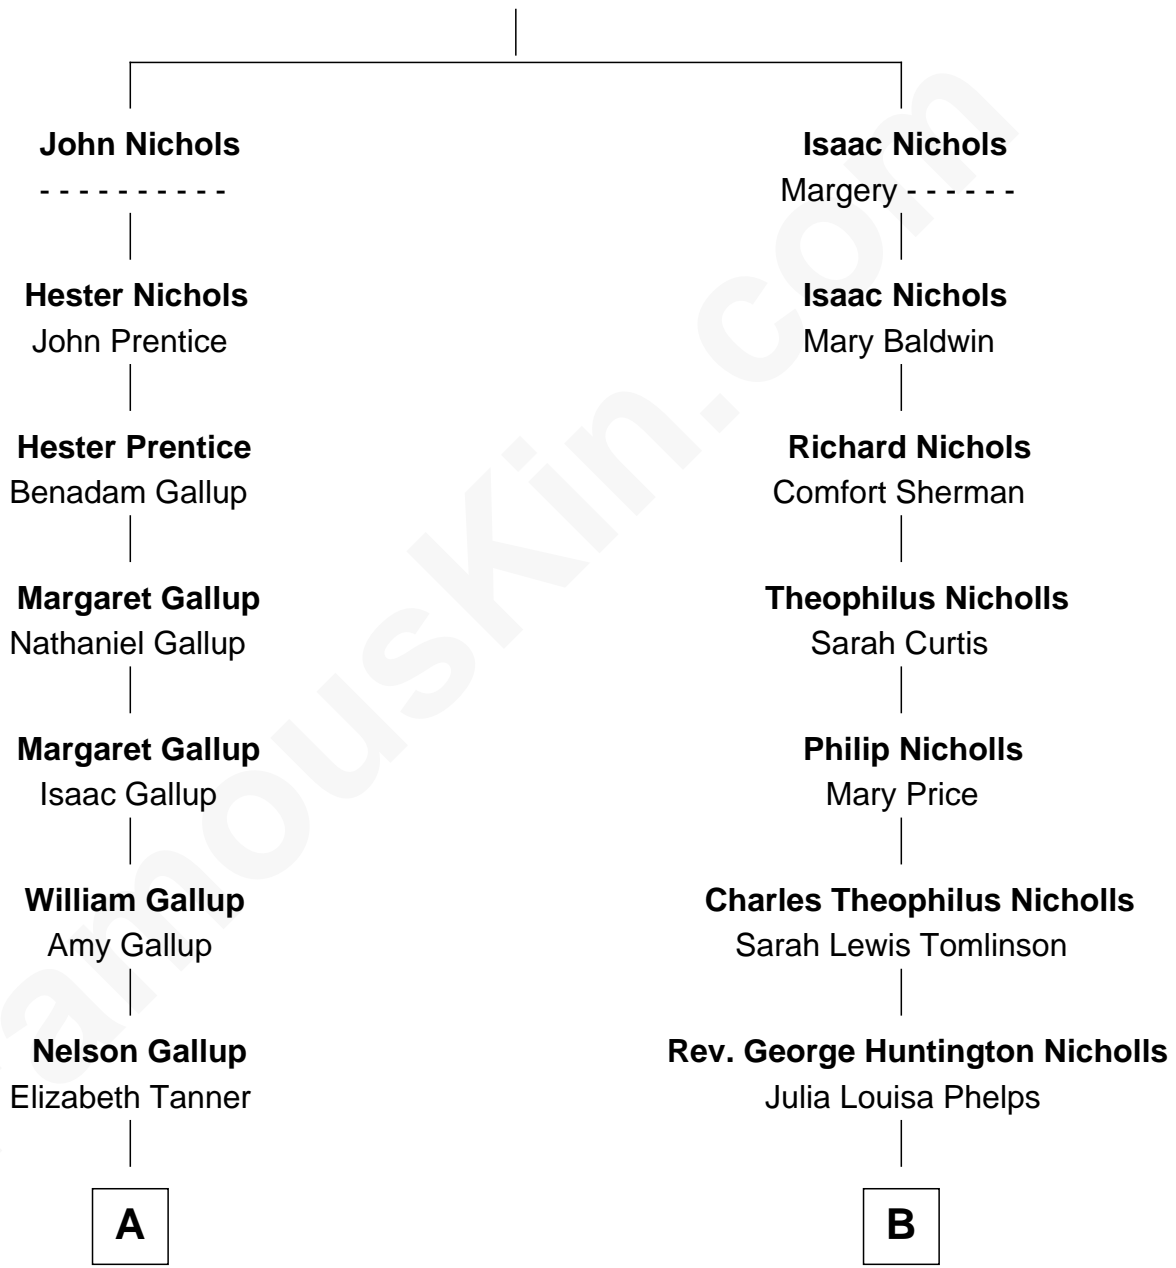 John Nichols
- - - - - - - - - -
Hester Nichols
John Prentice
Hester Prentice
Benadam Gallup
Margaret Gallup
Nathaniel Gallup
Margaret Gallup
Isaac Gallup
William Gallup
Amy Gallup
Nelson Gallup
Elizabeth Tanner
A
Isaac Nichols
Margery - - - - - -
Isaac Nichols
Mary Baldwin
Richard Nichols
Comfort Sherman
Theophilus Nicholls
Sarah Curtis
Philip Nicholls
Mary Price
Charles Theophilus Nicholls
Sarah Lewis Tomlinson
Rev. George Huntington Nicholls
Julia Louisa Phelps
B
amousKin.com